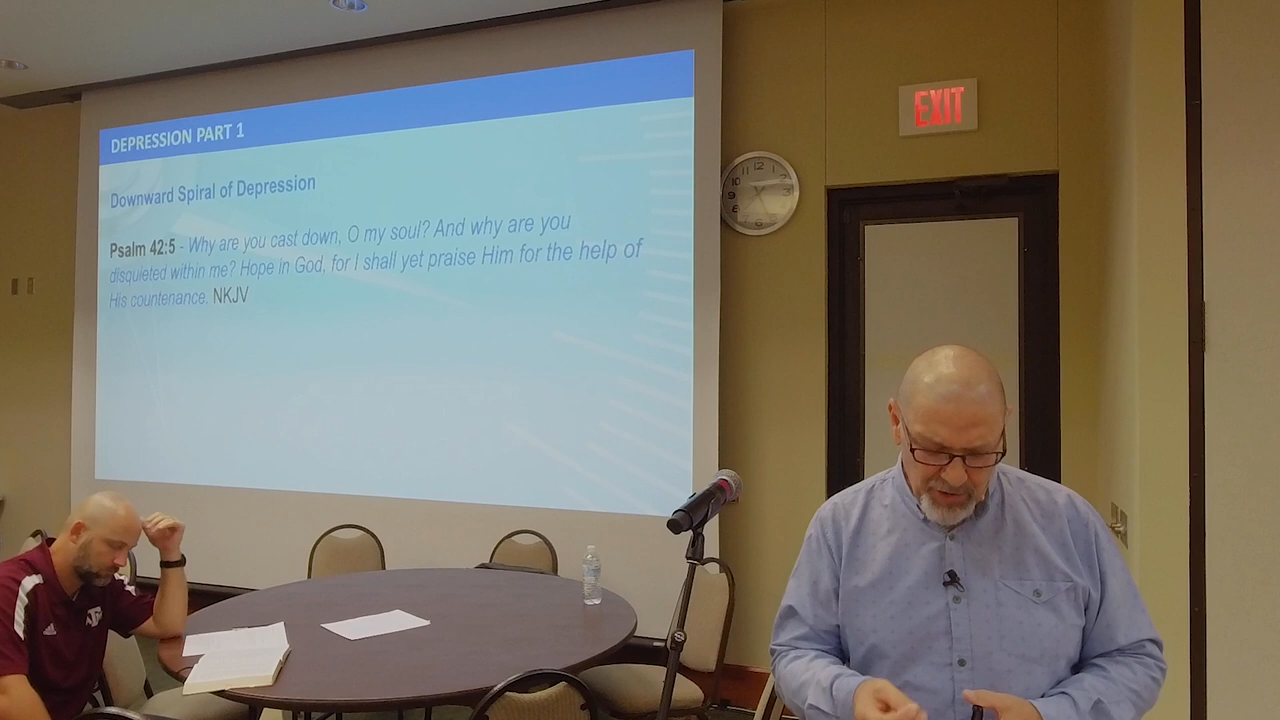 DEPRESSION PART 1
Downward Spiral of Depression
Psalm 42:5 - Why are you cast down, O my soul? And why are you
disquieted within me? Hope in God, for I shall yet praise Him for the help of
His countenance. NKJV
EXIT